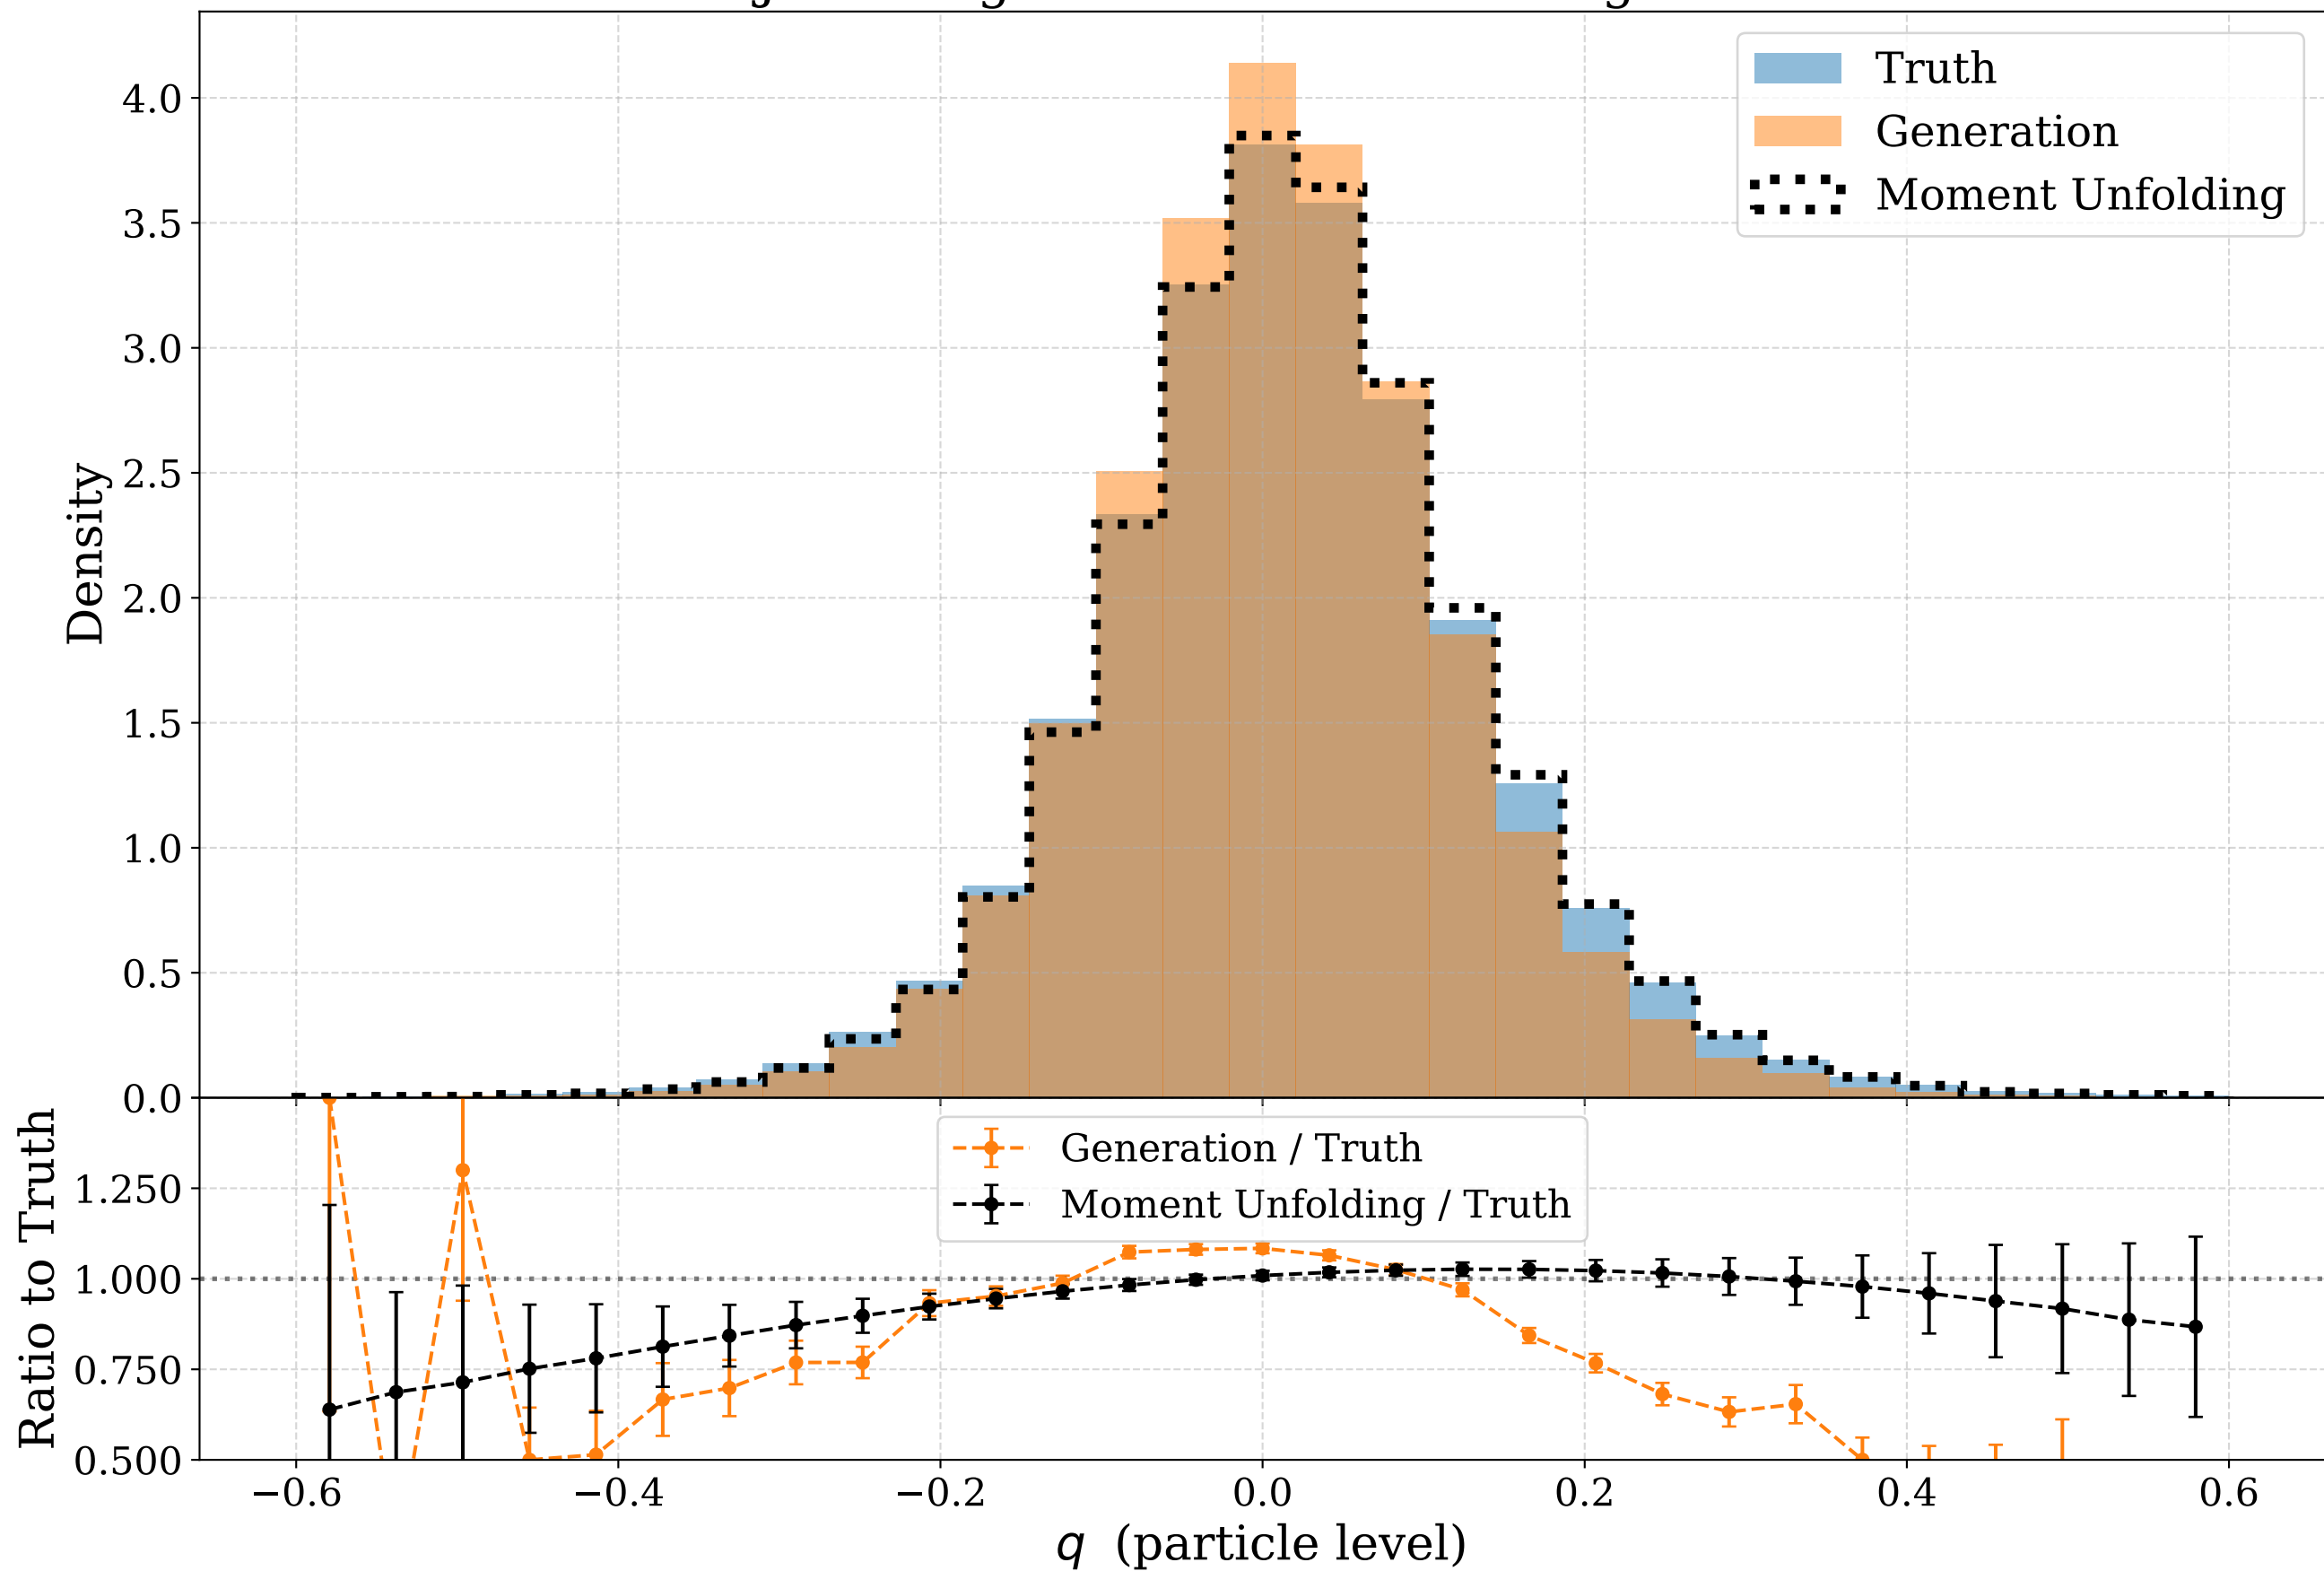 Truth
Generation
Moment Unfolding
4.0
3.5
3.0
2.5
2.0
1.5
1.0
0.5
0.0
Density
Generation / Truth
Moment Unfolding / Truth
1.250
1.000
0.750
0.500
Ratio to Truth
−0.6 −0.4 −0.2 0.0 0.2 0.4 0.6
q (particle level)